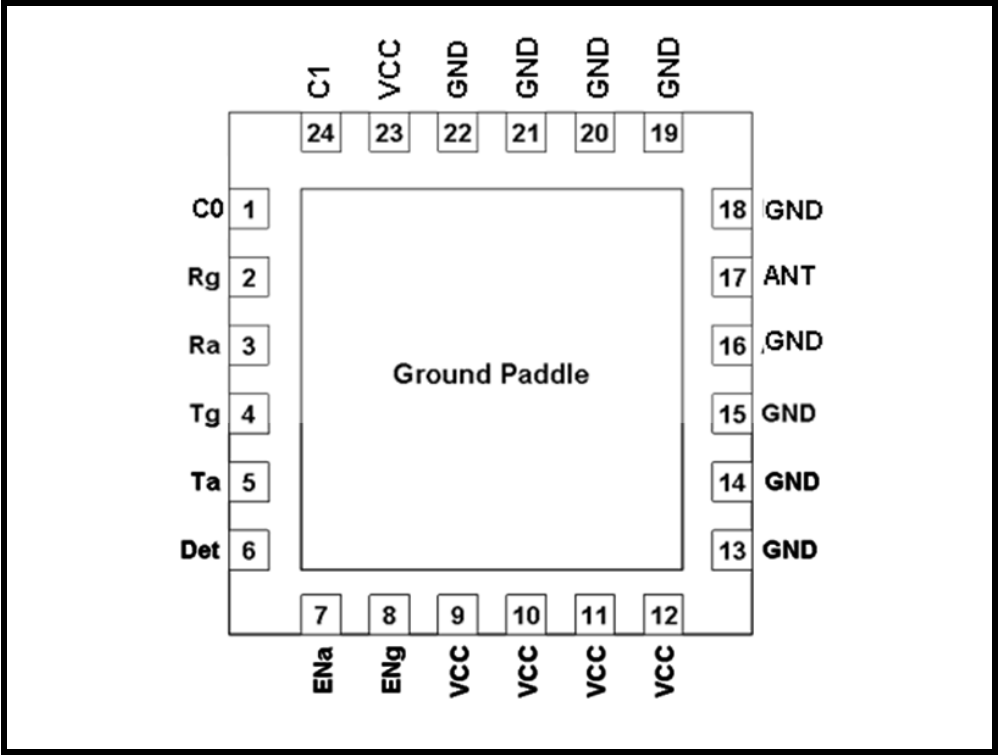 C1 VCC GND GND GND GND
24 23 22 21 20 19
C0 1 18 GND
Rg 2 17 ANT
Ra 3 16 GND
Ground Paddle
Tg 4 15 GND
Ta 5 14 GND
Det 6 13 GND
7 8 9 10 11 12
ENa ENg VCC VCC VCC VCC